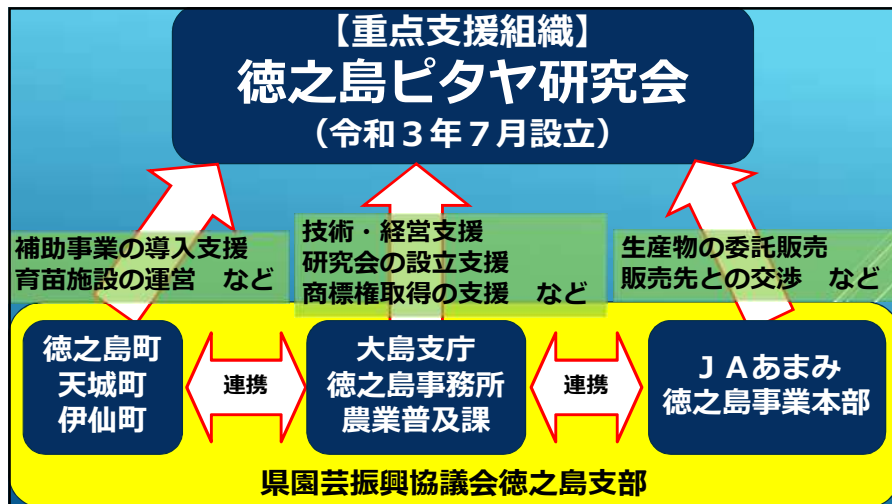 【重点支援組織】
徳之島ピタヤ研究会
（令和３年７月設立）
補助事業の導入支援
育苗施設の運営　など
技術・経営支援
研究会の設立支援
商標権取得の支援　など
生産物の委託販売
販売先との交渉　など
徳之島町
天城町
伊仙町
連携
大島支庁
徳之島事務所
農業普及課
連携
ＪＡあまみ
徳之島事業本部
県園芸振興協議会徳之島支部